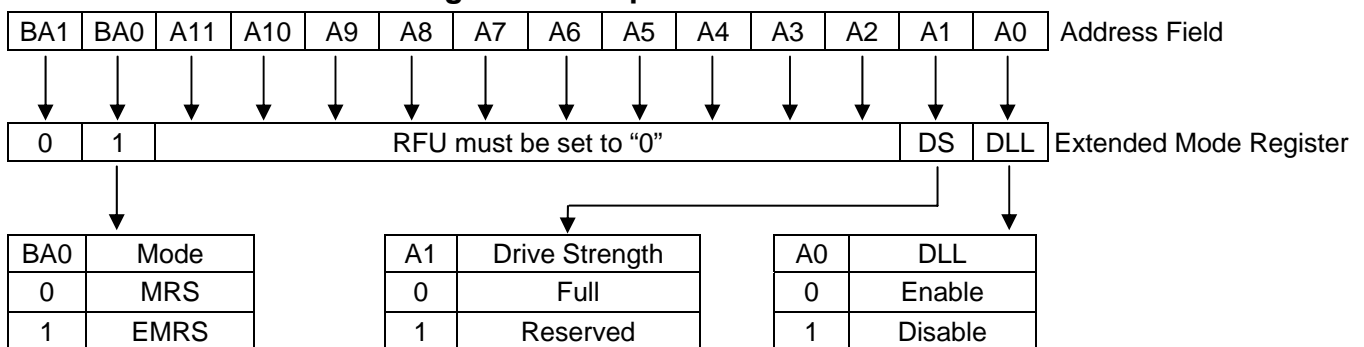 BA1 BA0 A11 A10 A9 A8 A7 A6 A5 A4 A3 A2 A1 A0 Address Field
0 1 RFU must be set to “0” DS DLL Extended Mode Register
BA0 Mode A1 Drive Strength A0 DLL
0 MRS 0 Full 0 Enable
1 EMRS 1 Reserved 1 Disable